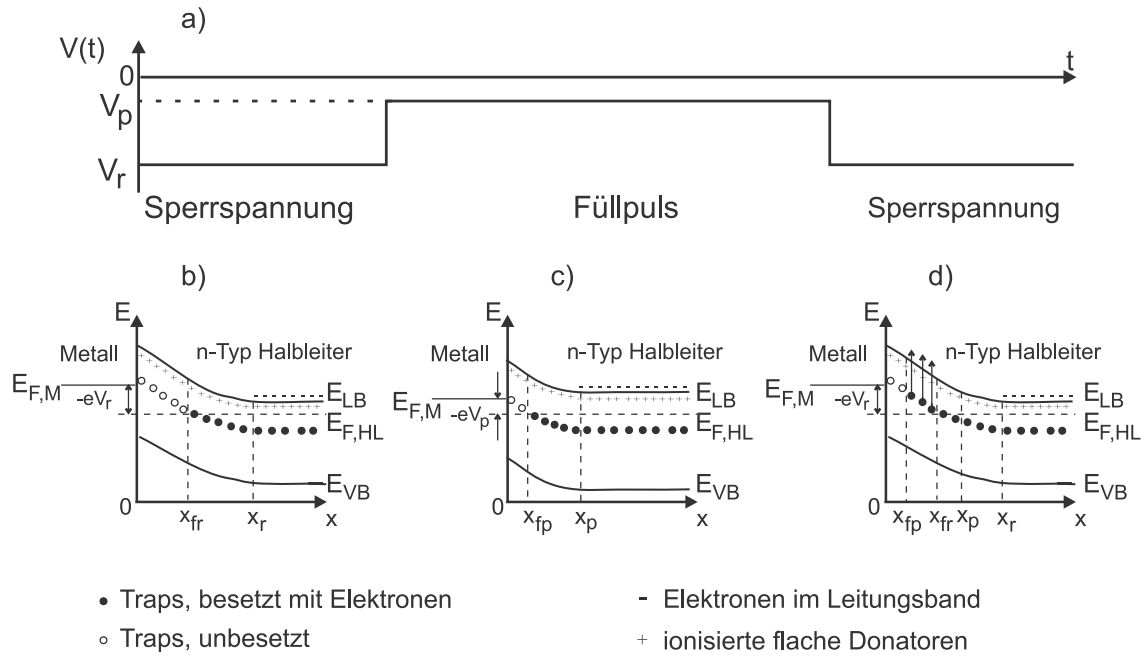 a)
V(t)
t
0
Vp
Vr
Sperrspannung Füllpuls Sperrspannung
b) c) d)
E E E
Metall n-Typ Halbleiter Metall n-Typ Halbleiter Metall n-Typ Halbleiter
EF,M -eVr ELB EF,HL EVB
0 xfr xr x
EF,M -eVp ELB EF,HL EVB
0 xfp xp x
EF,M -eVr ELB EF,HL EVB
0 xfp xfr xp xr x
Traps, besetzt mit Elektronen
Traps, unbesetzt
Elektronen im Leitungsband
ionisierte flache Donatoren